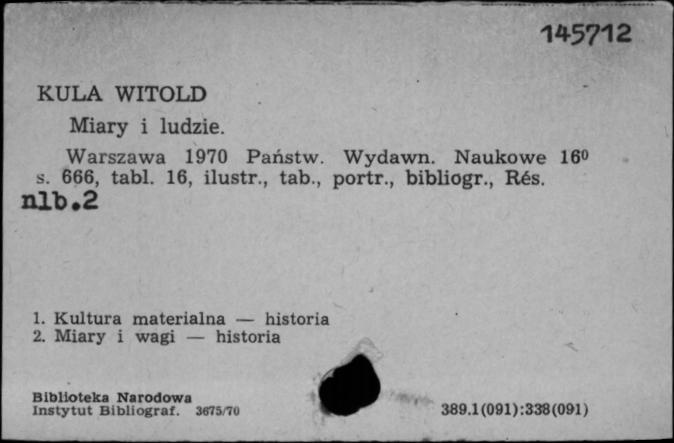 145712
KULA WITOLD
Miary i ludzie.
Warszawa 1970 Państw. Wydawn. Naukowe 16⁰
s. 666, tabl. 16, ilustr., tab., portr., bibliogr., Rés.
nlb.2
1. Kultura materialna — historia
2. Miary i wagi — historia
Biblioteka Narodowa
Instytut Bibliograf. 3675/70
389.1(091):338(091)